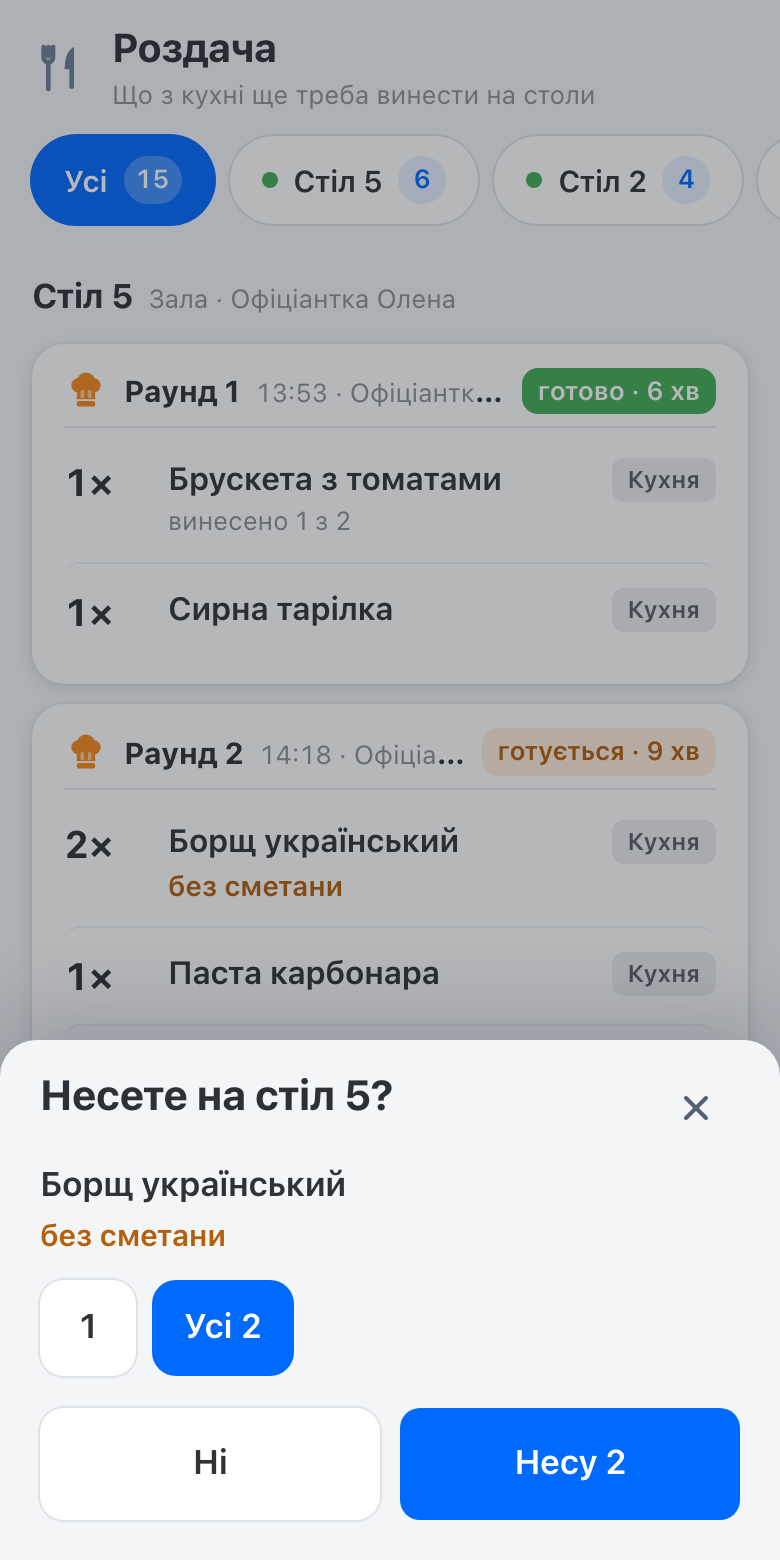 Роздача
Що з кухні ще треба винести на столи
Усі 15 Стіл 5 6 Стіл 2 4
Стіл 5 Зала · Офіціантка Олена
Раунд 1 13:53 · Офіціантк... готово · 6 хв
1× Брускета з томатами Кухня
винесено 1 з 2
1× Сирна тарілка Кухня
Раунд 2 14:18 · Офіціа... готується · 9 хв
2× Борщ український Кухня
без сметани
1× Паста карбонара Кухня
Несете на стіл 5?
Борщ український
без сметани
1 Усі 2
Ні Несу 2